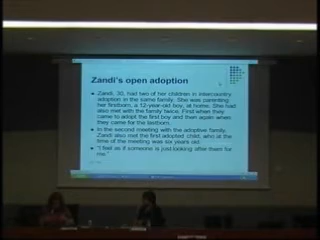 Zandi's open adoption
Zandi, 30, had two of her children in intercountry
adoption in the same family. She was parenting
her firstborn, a 12-year-old boy, at home. She had
also met with the family twice. First when they
came to adopt the first boy and then again when
they came for the lastborn.
In the second meeting with the adoptive family,
Zandi also met the first adopted child, who at the
time of the meeting was six years old.
"I feel as if someone is just looking after them for
me."